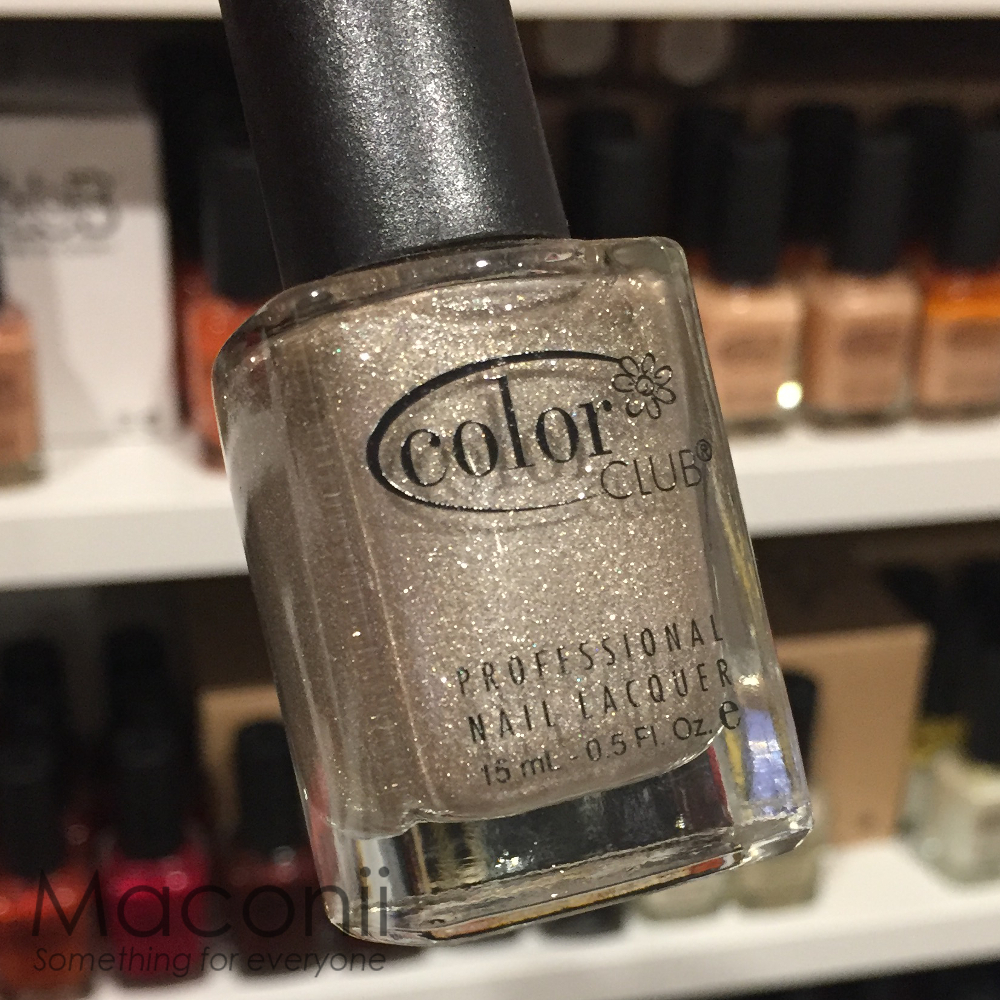 color
CLUB®
PROFESSIONAL
NAIL LACQUER
15 mL - 0.5 Fl. Oz. e
Maconii
Something for everyone